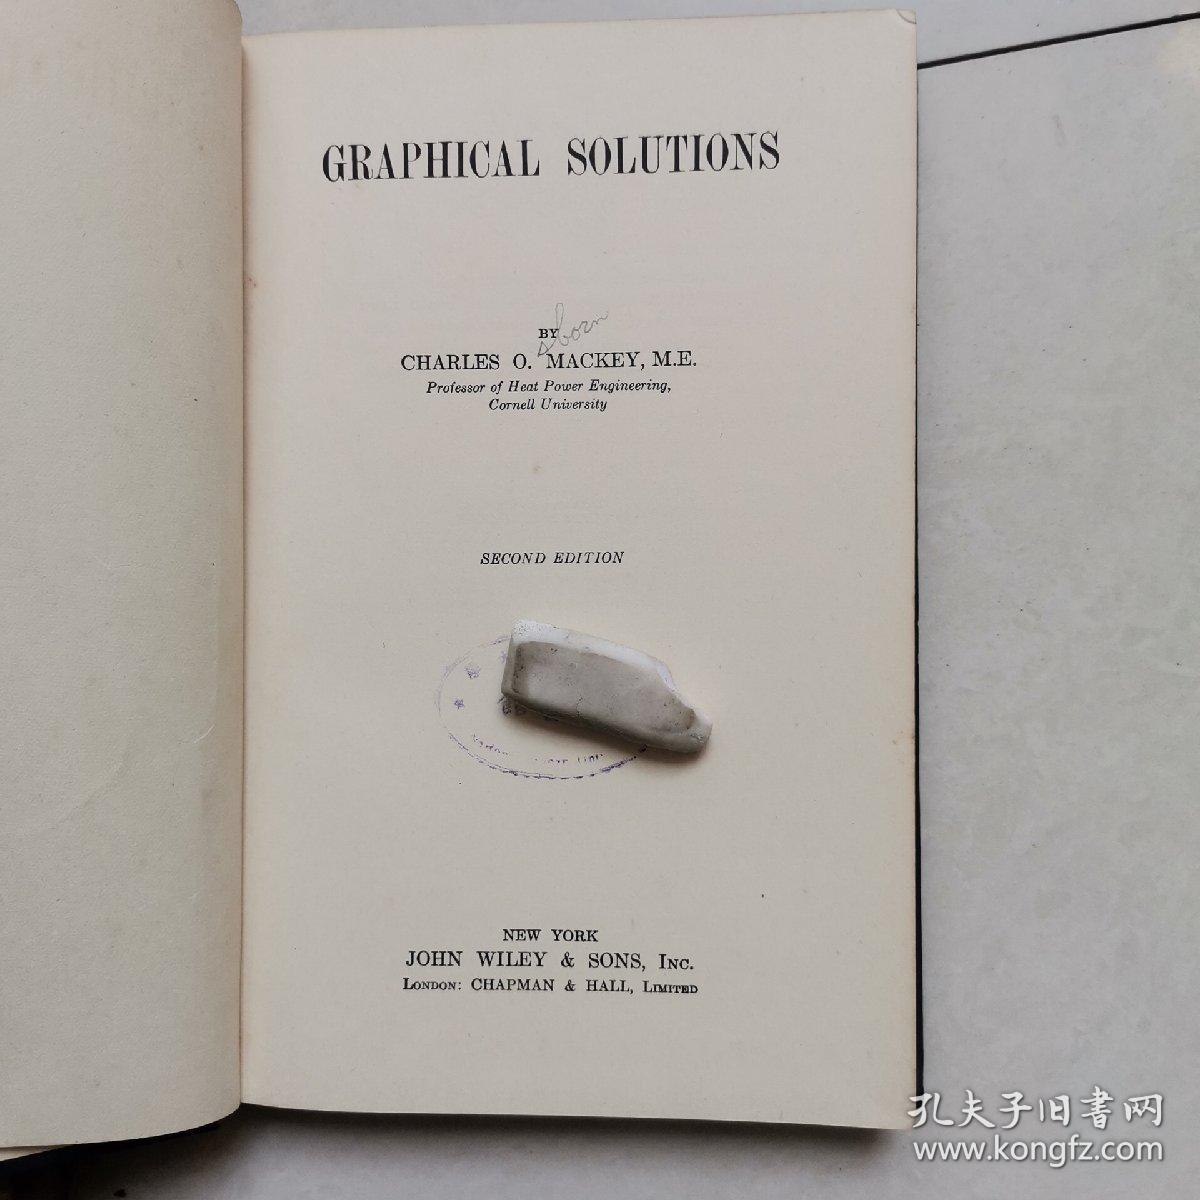 GRAPHICAL SOLUTIONS
BY
sborn
CHARLES O. MACKEY, M.E.
Professor of Heat Power Engineering,
Cornell University
SECOND EDITION
NEW YORK
JOHN WILEY & SONS, INC.
LONDON: CHAPMAN & HALL, LIMITED
孔夫子旧书网
www.kongfz.com